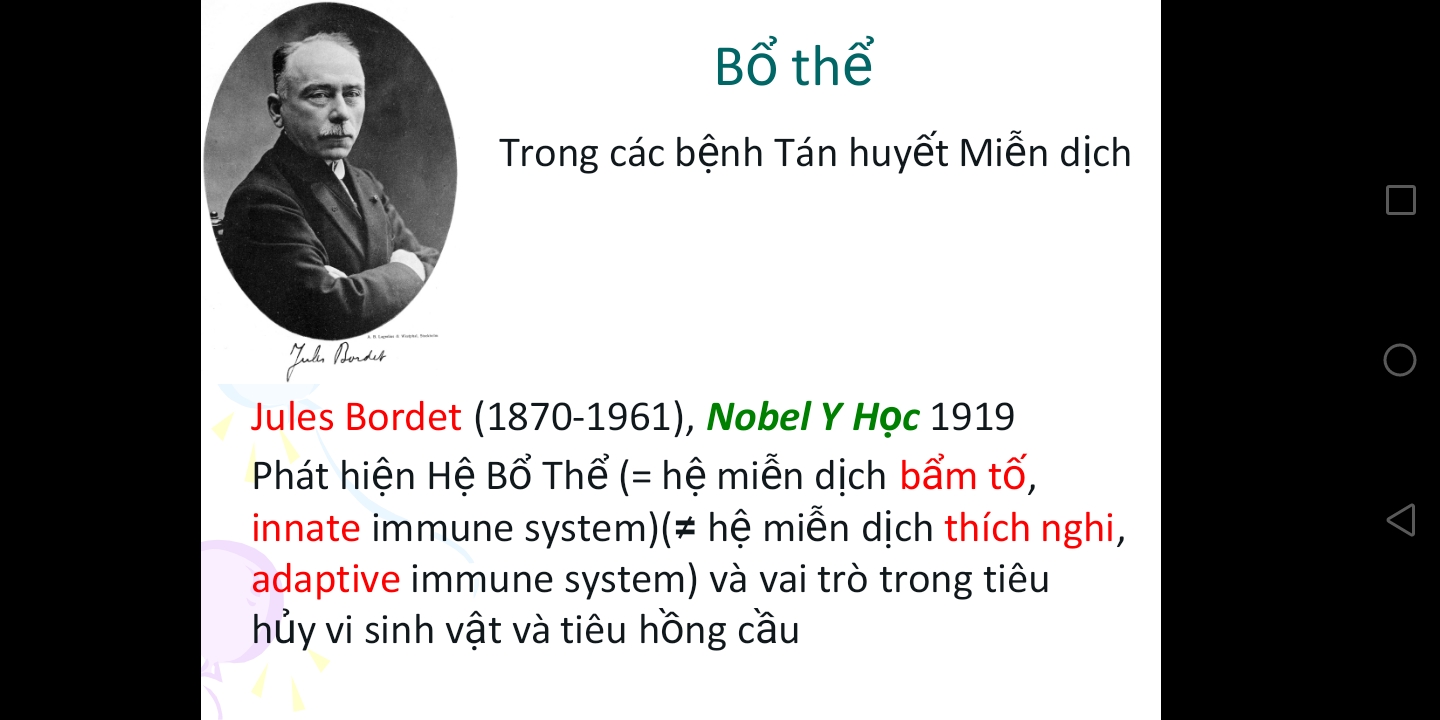 Bổ thể
Trong các bệnh Tán huyết Miễn dịch
Jules Bordet
Jules Bordet (1870-1961), Nobel Y Học 1919
Phát hiện Hệ Bổ Thể (= hệ miễn dịch bẩm tố,
innate immune system)(≠ hệ miễn dịch thích nghi,
adaptive immune system) và vai trò trong tiêu
hủy vi sinh vật và tiêu hồng cầu